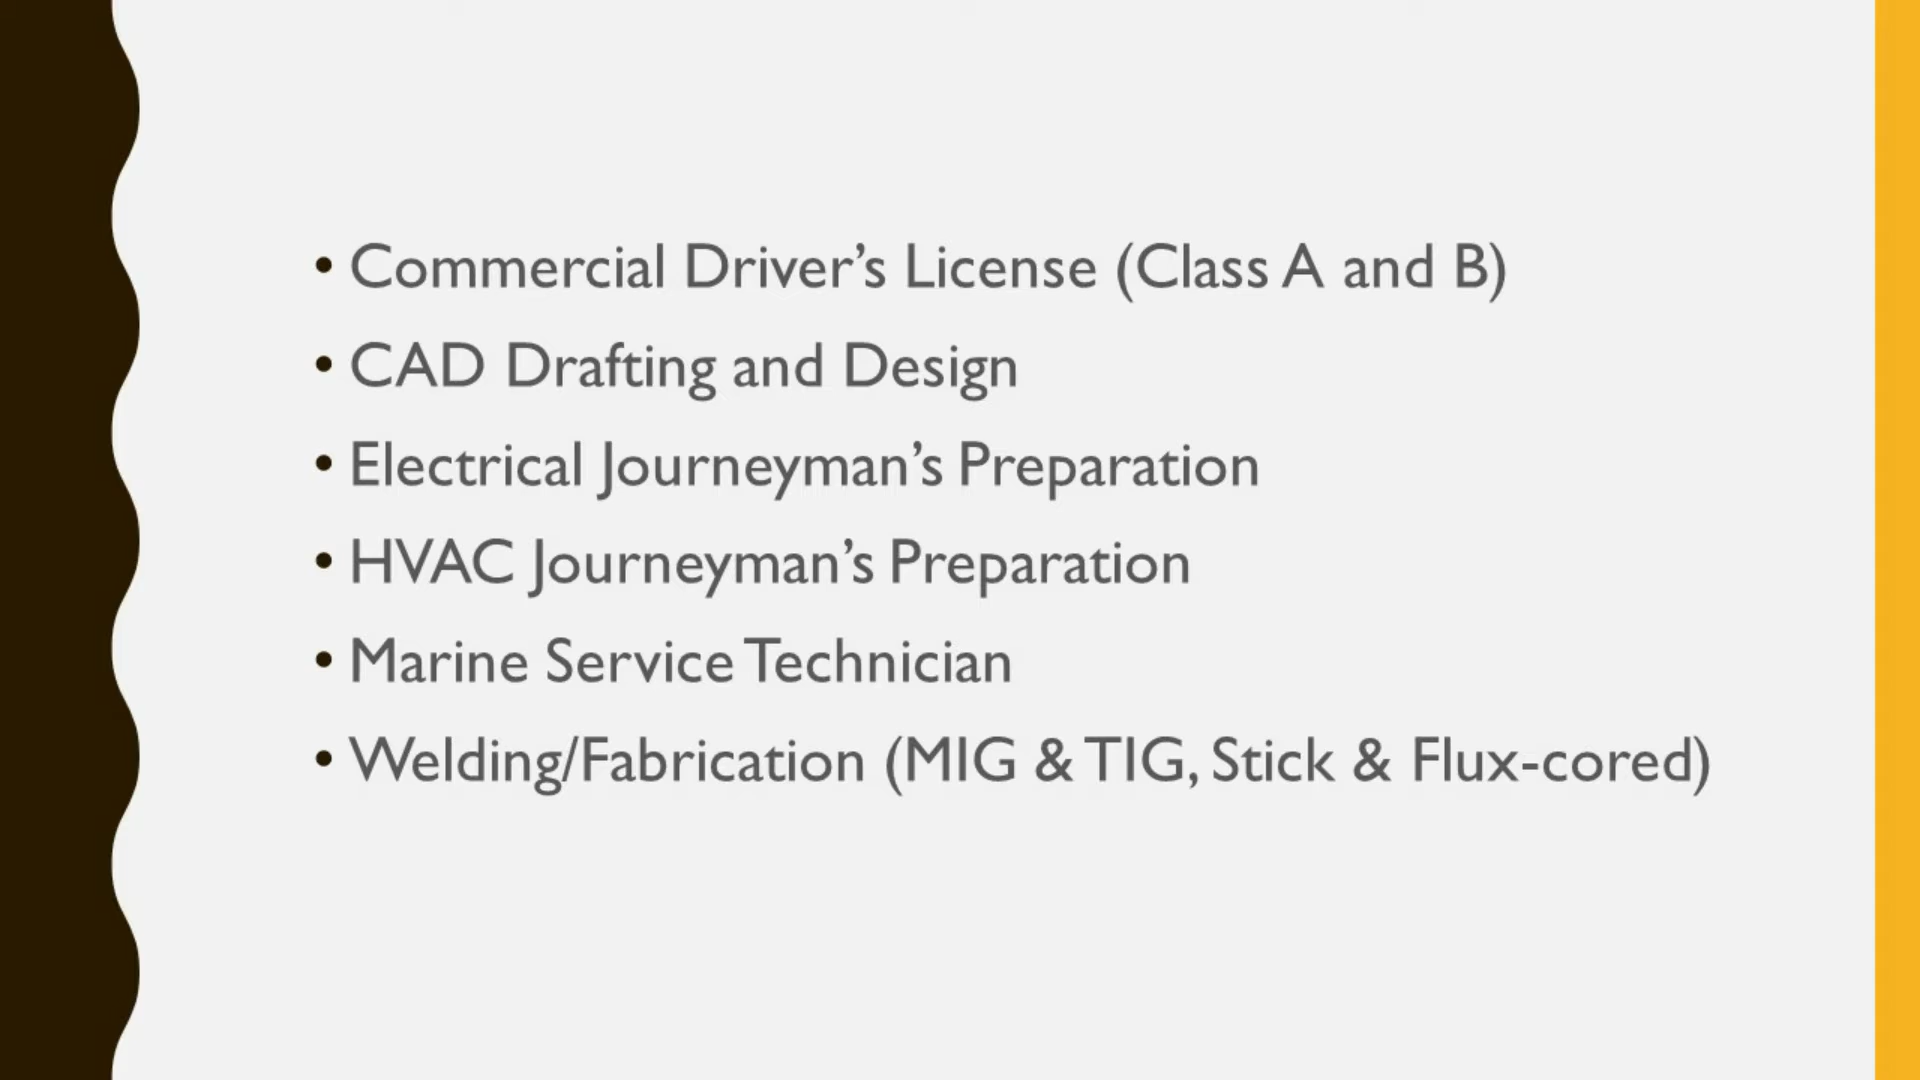 • Commercial Driver’s License (Class A and B)
• CAD Drafting and Design
• Electrical Journeyman’s Preparation
• HVAC Journeyman’s Preparation
• Marine Service Technician
• Welding/Fabrication (MIG & TIG, Stick & Flux-cored)